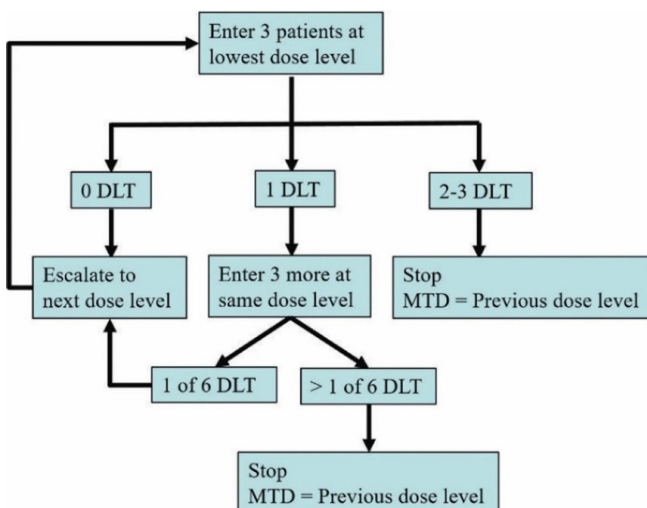 Enter 3 patients at
lowest dose level
0 DLT
1 DLT
2-3 DLT
Escalate to
next dose level
Enter 3 more at
same dose level
Stop
MTD = Previous dose level
1 of 6 DLT
> 1 of 6 DLT
Stop
MTD = Previous dose level